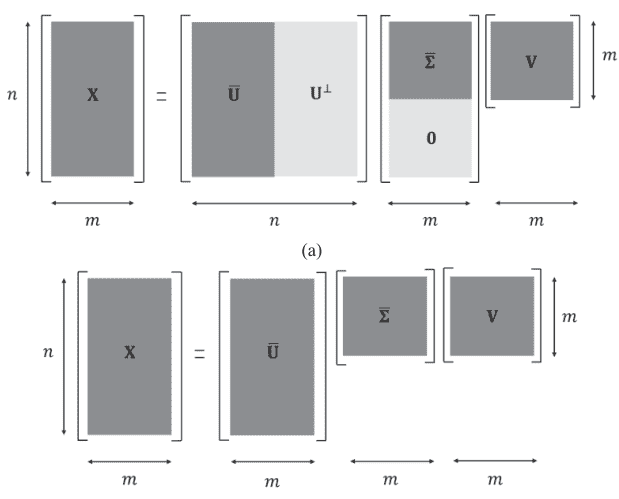 n X = Ū U⊥ Σ̄ 0 V m
m n m m
(a)
n X = Ū Σ̄ V m
m m m m